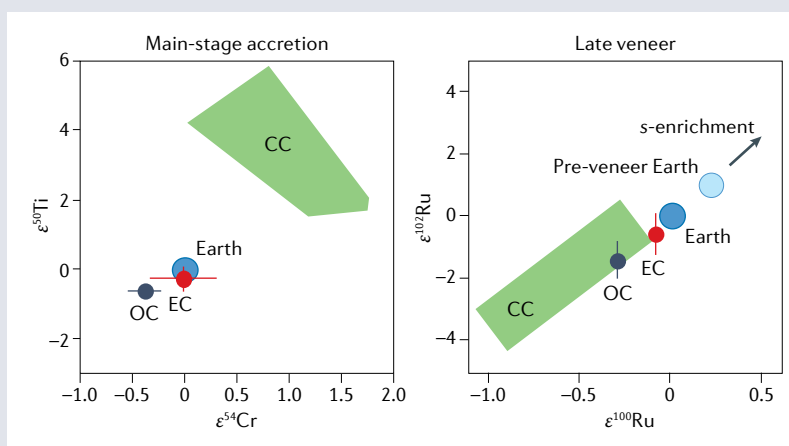 Main-stage accretion
6
4
2
0
−2
ε⁵⁰Ti
CC
Earth
EC
OC
−1.0 −0.5 0 0.5 1.0 1.5 2.0
ε⁵⁴Cr
Late veneer
4
2
0
−2
−4
ε¹⁰²Ru
s-enrichment
Pre-veneer Earth
Earth
EC
OC
CC
−1.0 −0.5 0 0.5
ε¹⁰⁰Ru